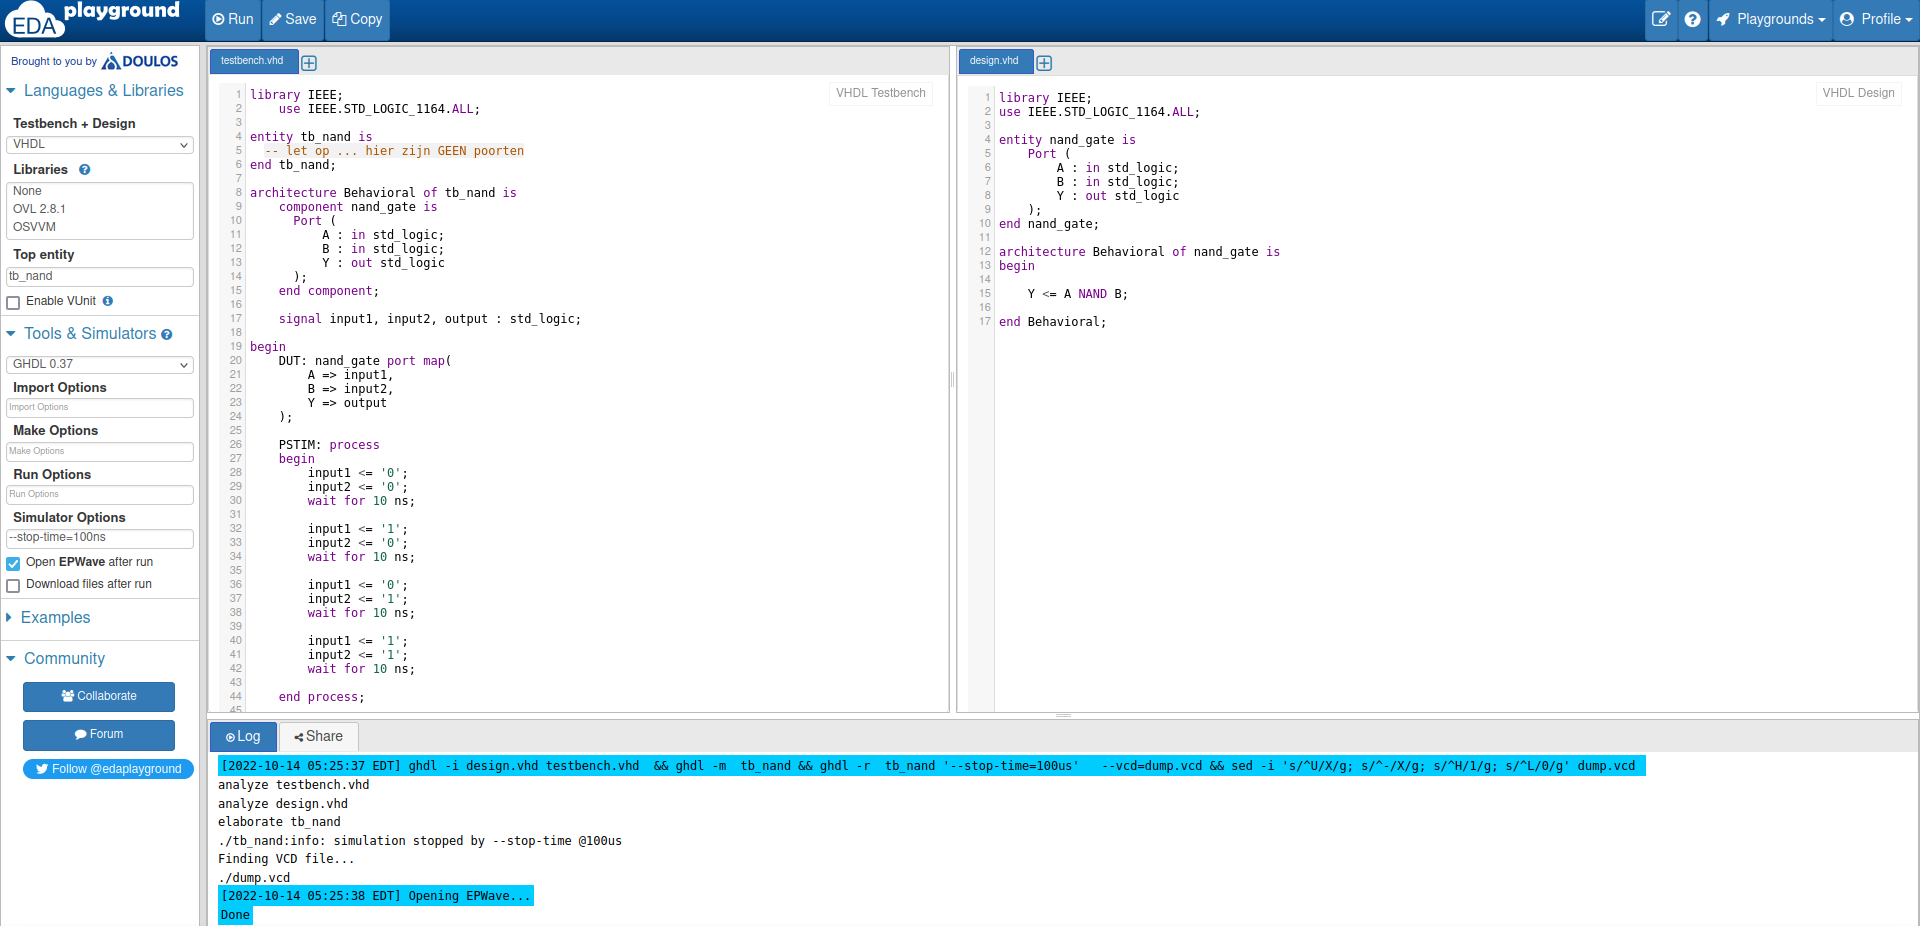 EDA playground
Run
Save
Copy
Playgrounds
Profile
Brought to you by DOULOS
Languages & Libraries
Testbench + Design
VHDL
Libraries
None
OVL 2.8.1
OSVVM
Top entity
tb_nand
Enable VUnit
Tools & Simulators
GHDL 0.37
Import Options
Import Options
Make Options
Make Options
Run Options
Run Options
Simulator Options
--stop-time=100ns
Open EPWave after run
Download files after run
Examples
Community
Collaborate
Forum
Follow @edaplayground
testbench.vhd
VHDL Testbench
1 library IEEE;
2     use IEEE.STD_LOGIC_1164.ALL;
3
4 entity tb_nand is
5   -- let op ... hier zijn GEEN poorten
6 end tb_nand;
7
8 architecture Behavioral of tb_nand is
9     component nand_gate is
10       Port (
11           A : in std_logic;
12           B : in std_logic;
13           Y : out std_logic
14       );
15     end component;
16
17     signal input1, input2, output : std_logic;
18
19 begin
20     DUT: nand_gate port map(
21         A => input1,
22         B => input2,
23         Y => output
24     );
25
26     PSTIM: process
27     begin
28         input1 <= '0';
29         input2 <= '0';
30         wait for 10 ns;
31
32         input1 <= '1';
33         input2 <= '0';
34         wait for 10 ns;
35
36         input1 <= '0';
37         input2 <= '1';
38         wait for 10 ns;
39
40         input1 <= '1';
41         input2 <= '1';
42         wait for 10 ns;
43
44     end process;
45
design.vhd
VHDL Design
1 library IEEE;
2 use IEEE.STD_LOGIC_1164.ALL;
3
4 entity nand_gate is
5     Port (
6         A : in std_logic;
7         B : in std_logic;
8         Y : out std_logic
9     );
10 end nand_gate;
11
12 architecture Behavioral of nand_gate is
13 begin
14
15     Y <= A NAND B;
16
17 end Behavioral;
Log
Share
[2022-10-14 05:25:37 EDT] ghdl -i design.vhd testbench.vhd  && ghdl -m  tb_nand && ghdl -r  tb_nand '--stop-time=100us'   --vcd=dump.vcd && sed -i 's/^U/X/g; s/^-/X/g; s/^H/1/g; s/^L/0/g' dump.vcd
analyze testbench.vhd
analyze design.vhd
elaborate tb_nand
./tb_nand:info: simulation stopped by --stop-time @100us
Finding VCD file...
./dump.vcd
[2022-10-14 05:25:38 EDT] Opening EPWave...
Done